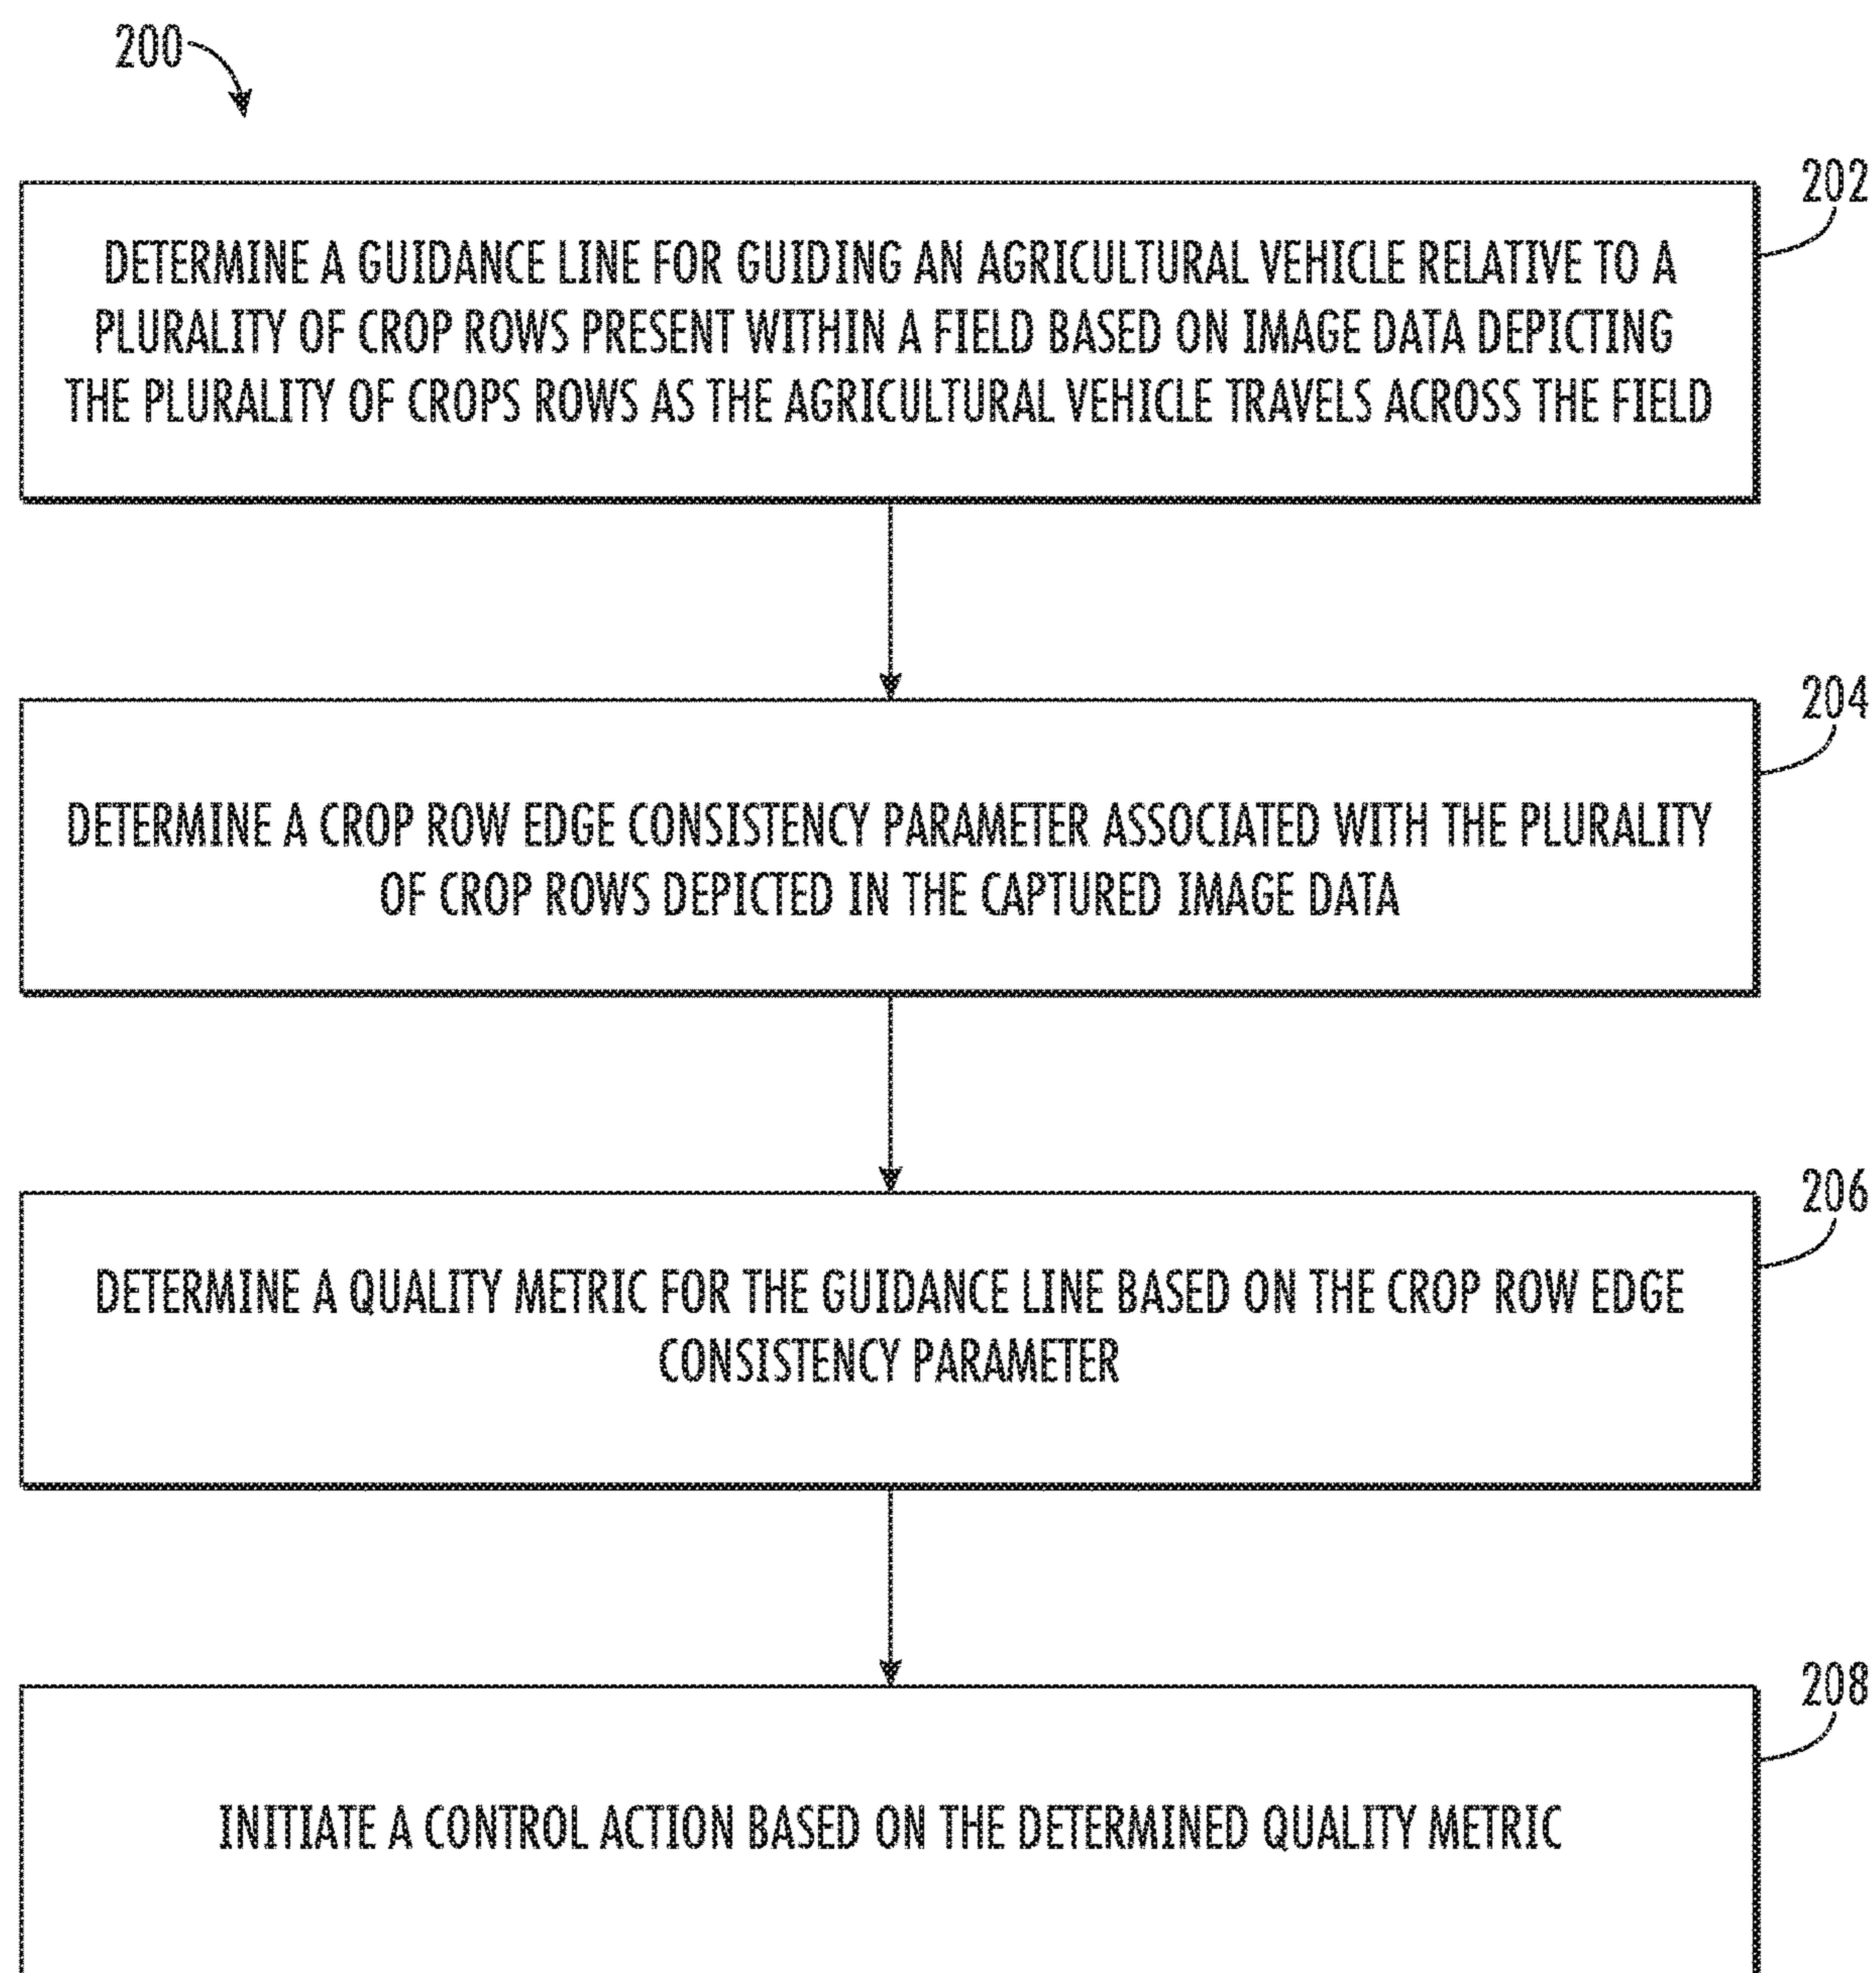 200
202
DETERMINE A GUIDANCE LINE FOR GUIDING AN AGRICULTURAL VEHICLE RELATIVE TO A
PLURALITY OF CROP ROWS PRESENT WITHIN A FIELD BASED ON IMAGE DATA DEPICTING
THE PLURALITY OF CROPS ROWS AS THE AGRICULTURAL VEHICLE TRAVELS ACROSS THE FIELD
204
DETERMINE A CROP ROW EDGE CONSISTENCY PARAMETER ASSOCIATED WITH THE PLURALITY
OF CROP ROWS DEPICTED IN THE CAPTURED IMAGE DATA
206
DETERMINE A QUALITY METRIC FOR THE GUIDANCE LINE BASED ON THE CROP ROW EDGE
CONSISTENCY PARAMETER
208
INITIATE A CONTROL ACTION BASED ON THE DETERMINED QUALITY METRIC